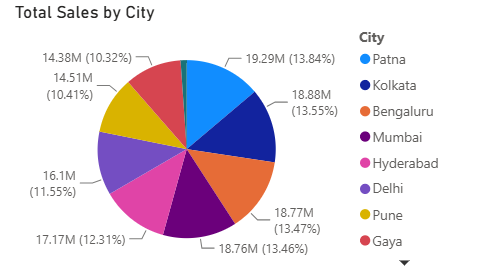 Total Sales by City
City
Patna
Kolkata
Bengaluru
Mumbai
Hyderabad
Delhi
Pune
Gaya
19.29M (13.84%)
18.88M
(13.55%)
18.77M
(13.47%)
18.76M (13.46%)
17.17M (12.31%)
16.1M
(11.55%)
14.51M
(10.41%)
14.38M (10.32%)